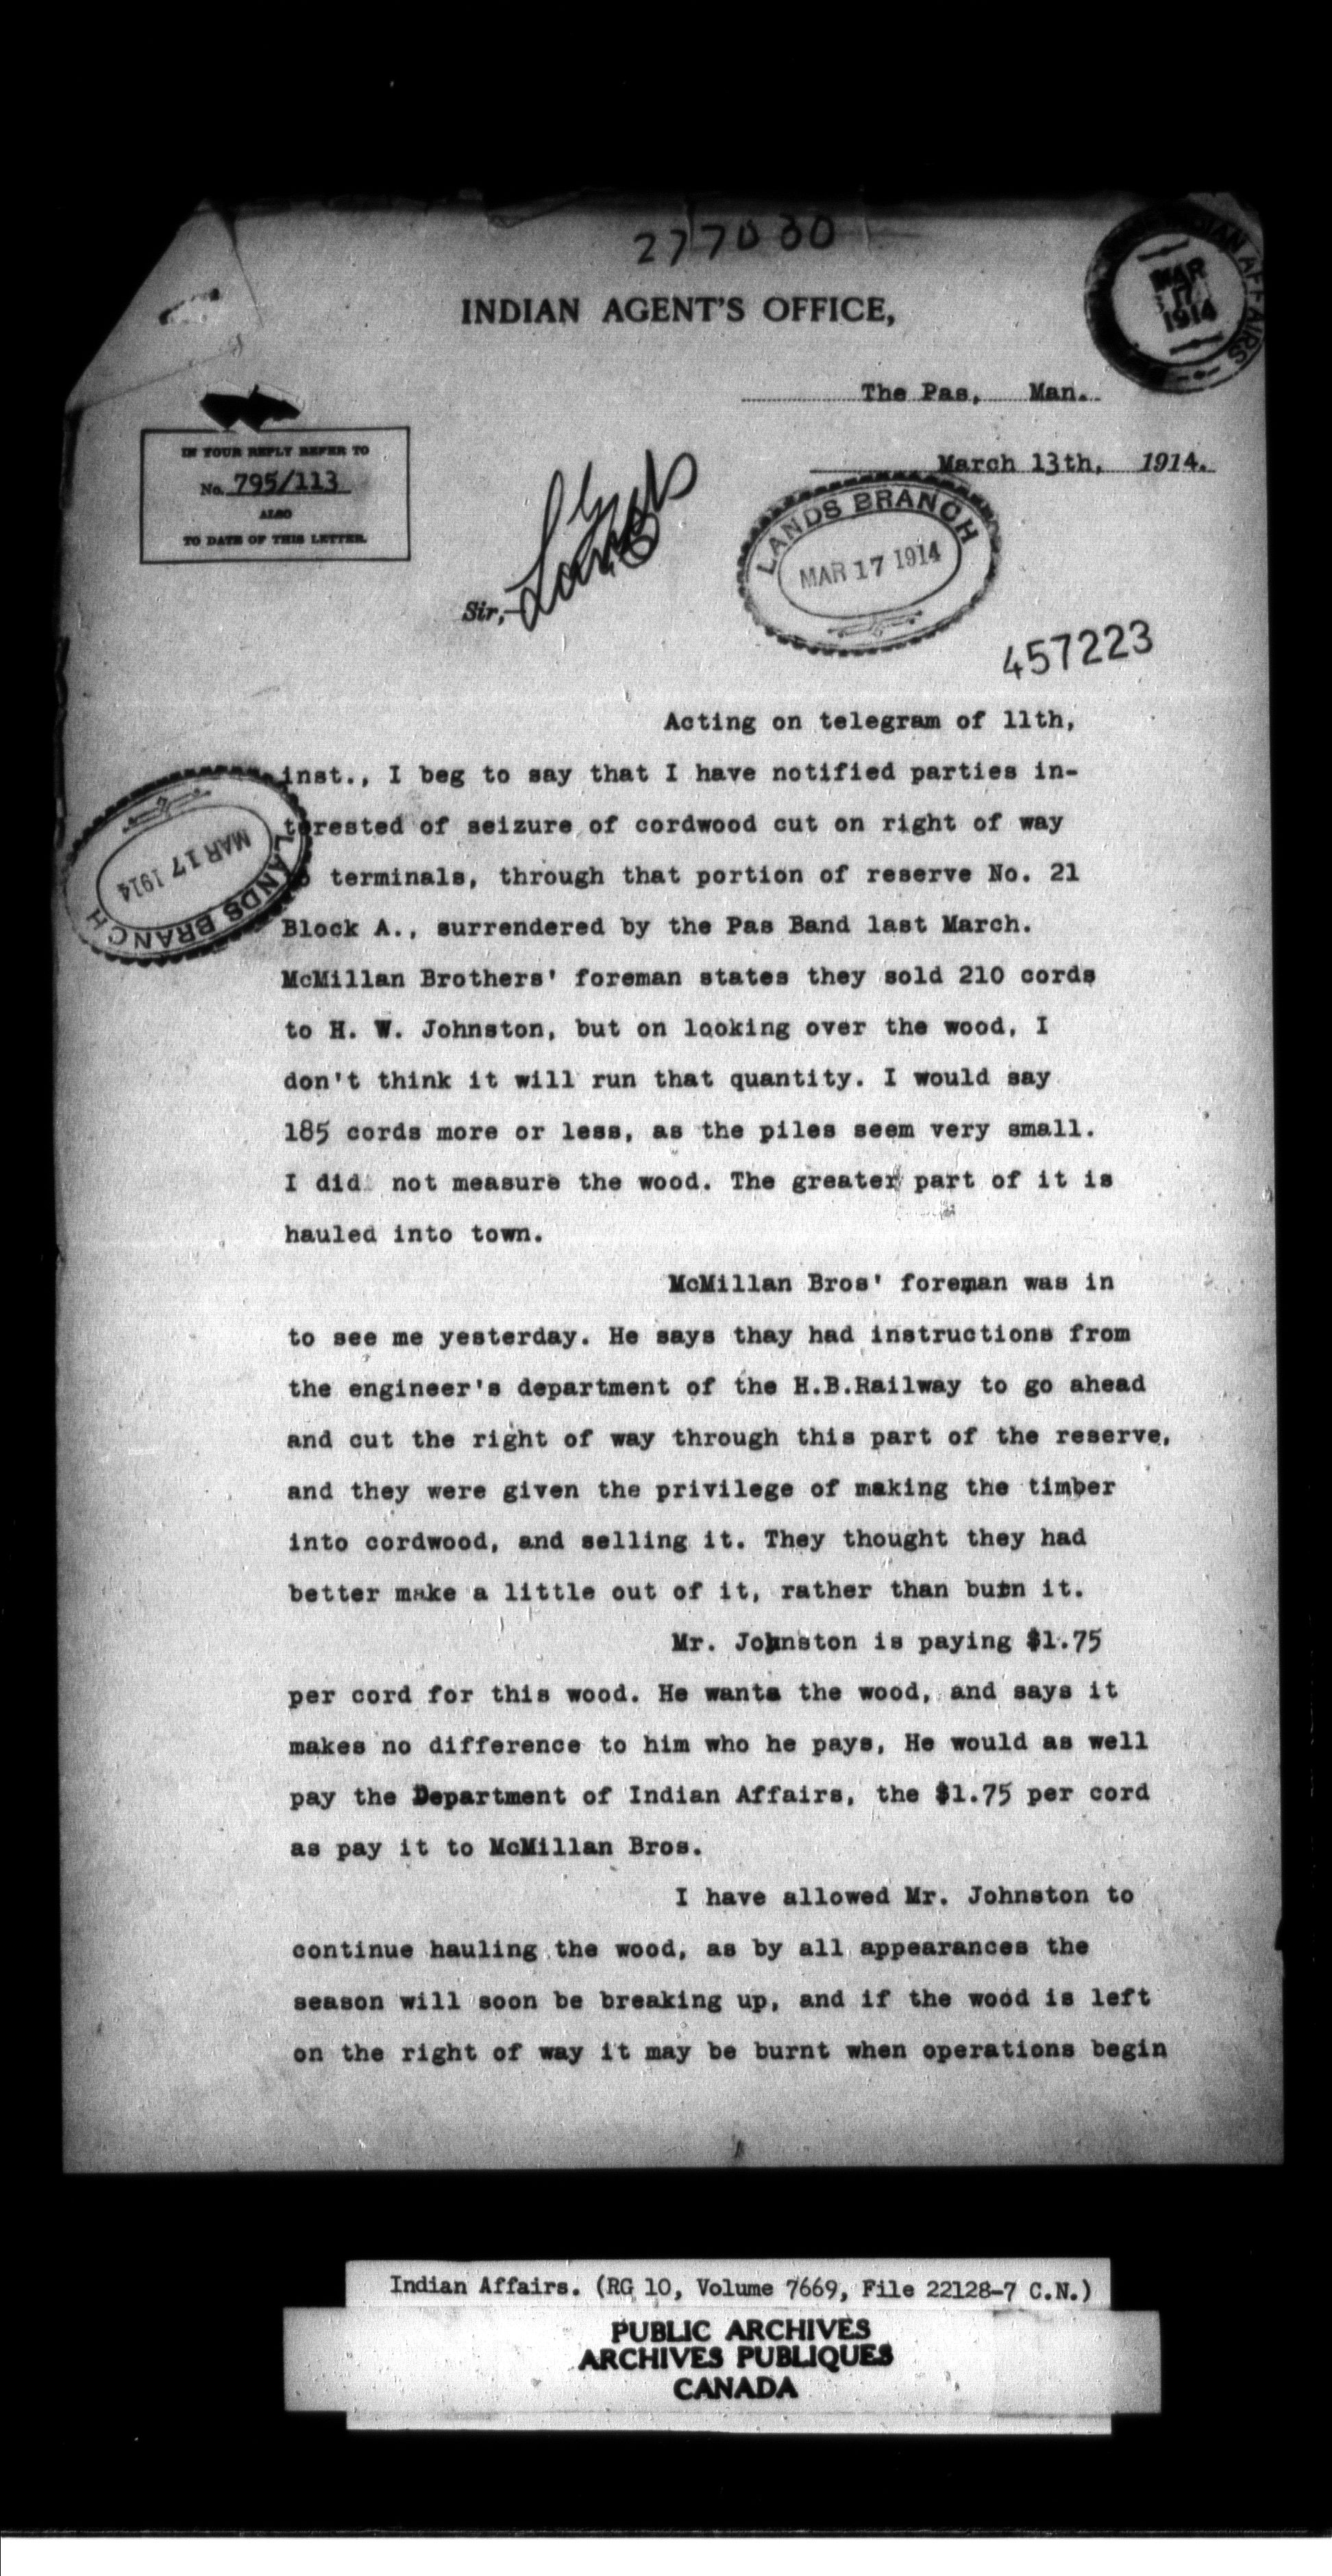 277030
INDIAN AGENT'S OFFICE,
INDIAN AFFAIRS
MAR
17
1914
The Pas, Man.
March 13th, 1914.
IN YOUR REPLY REFER TO
No. 795/113
ALSO
TO DATE OF THIS LETTER.
LANDS BRANCH
MAR 17 1914
Sir,-
457223
Acting on telegram of 11th,
inst., I beg to say that I have notified parties in-
terested of seizure of cordwood cut on right of way
terminals, through that portion of reserve No. 21
LANDS BRANCH
MAR 17 1914
Block A., surrendered by the Pas Band last March.
McMillan Brothers' foreman states they sold 210 cords
to H. W. Johnston, but on looking over the wood, I
don't think it will run that quantity. I would say
185 cords more or less, as the piles seem very small.
I did not measure the wood. The greater part of it is
hauled into town.
McMillan Bros' foreman was in
to see me yesterday. He says thay had instructions from
the engineer's department of the H.B.Railway to go ahead
and cut the right of way through this part of the reserve,
and they were given the privilege of making the timber
into cordwood, and selling it. They thought they had
better make a little out of it, rather than burn it.
Mr. Johnston is paying $1.75
per cord for this wood. He wants the wood, and says it
makes no difference to him who he pays, He would as well
pay the Department of Indian Affairs, the $1.75 per cord
as pay it to McMillan Bros.
I have allowed Mr. Johnston to
continue hauling the wood, as by all appearances the
season will soon be breaking up, and if the wood is left
on the right of way it may be burnt when operations begin
Indian Affairs. (RG 10, Volume 7669, File 22128-7 C.N.)
PUBLIC ARCHIVES
ARCHIVES PUBLIQUES
CANADA